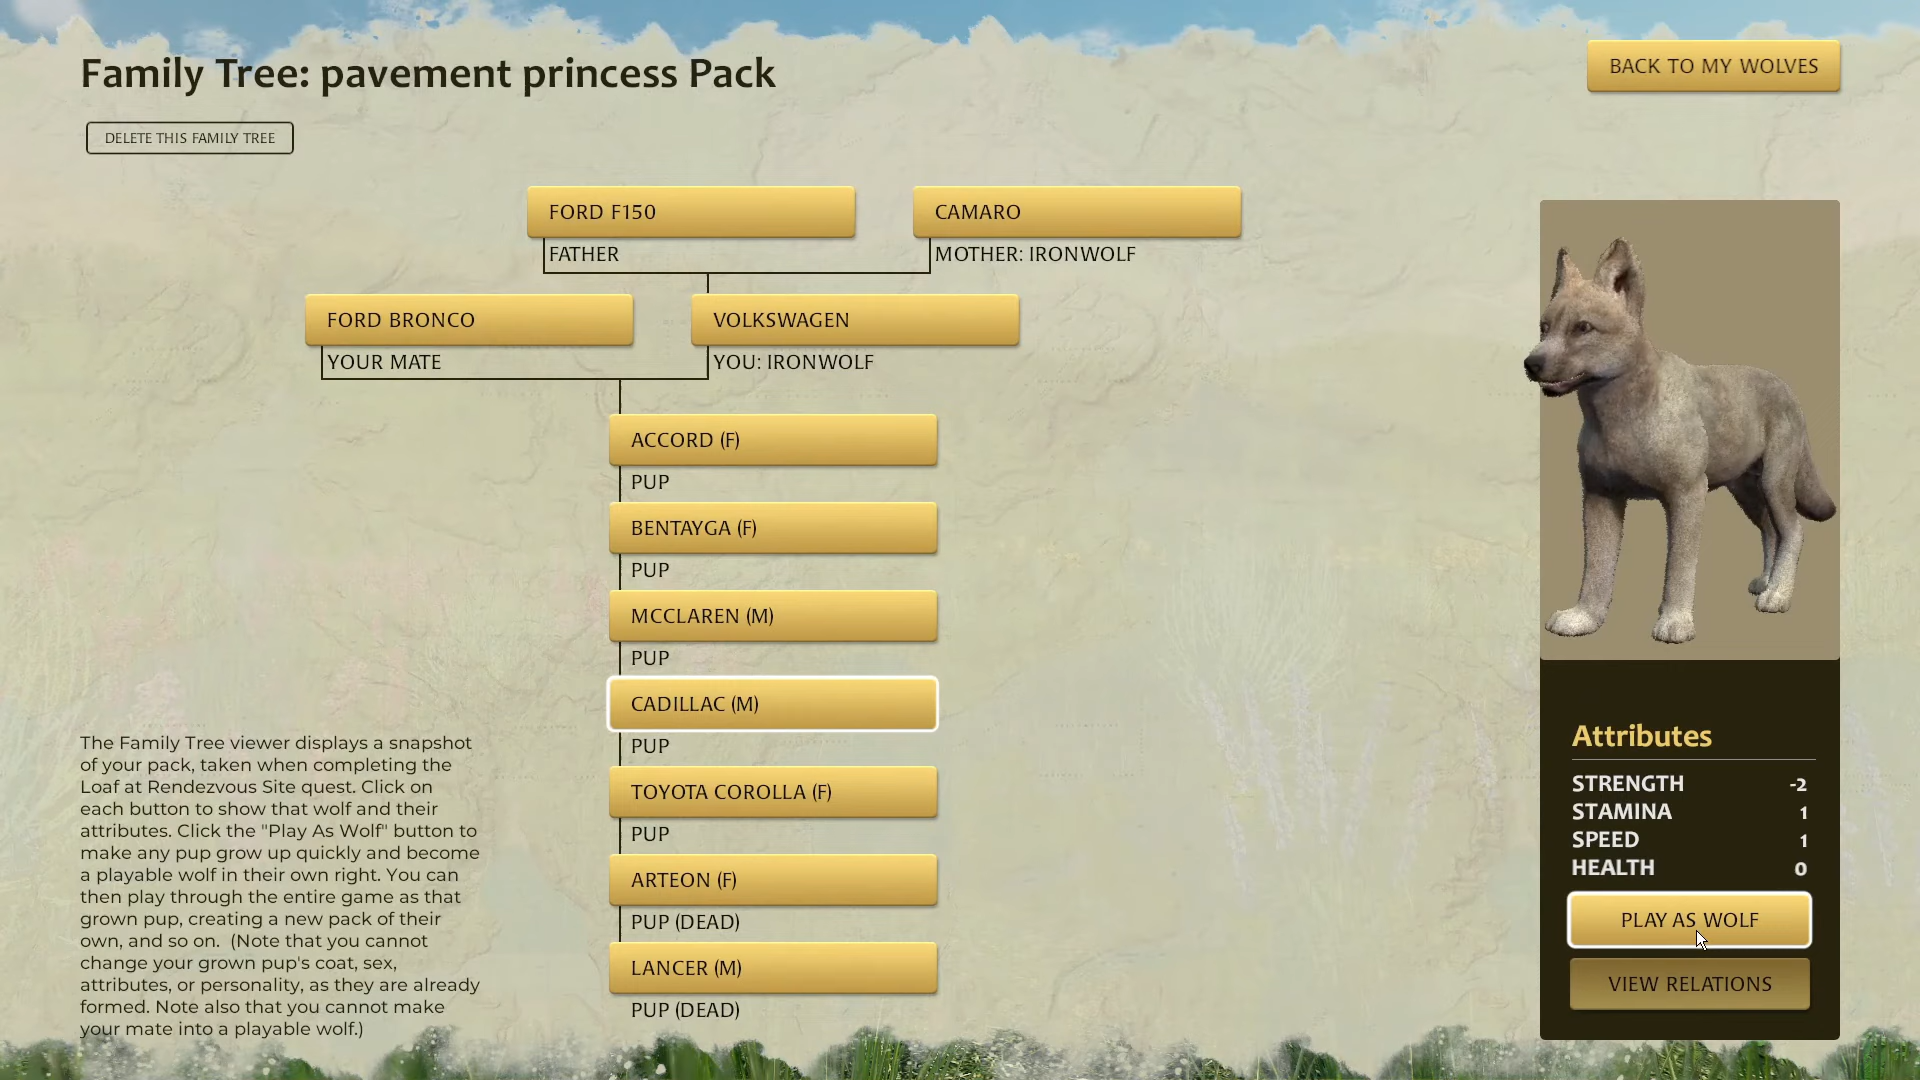 Family Tree: pavement princess Pack
BACK TO MY WOLVES
DELETE THIS FAMILY TREE
FORD F150
CAMARO
FATHER
MOTHER: IRONWOLF
FORD BRONCO
VOLKSWAGEN
YOUR MATE
YOU: IRONWOLF
ACCORD (F)
PUP
BENTAYGA (F)
PUP
MCCLAREN (M)
PUP
CADILLAC (M)
PUP
TOYOTA COROLLA (F)
PUP
ARTEON (F)
PUP (DEAD)
LANCER (M)
PUP (DEAD)
The Family Tree viewer displays a snapshot
of your pack, taken when completing the
Loaf at Rendezvous Site quest. Click on
each button to show that wolf and their
attributes. Click the "Play As Wolf" button to
make any pup grow up quickly and become
a playable wolf in their own right. You can
then play through the entire game as that
grown pup, creating a new pack of their
own, and so on.  (Note that you cannot
change your grown pup's coat, sex,
attributes, or personality, as they are already
formed. Note also that you cannot make
your mate into a playable wolf.)
Attributes
STRENGTH -2
STAMINA 1
SPEED 1
HEALTH 0
PLAY AS WOLF
VIEW RELATIONS